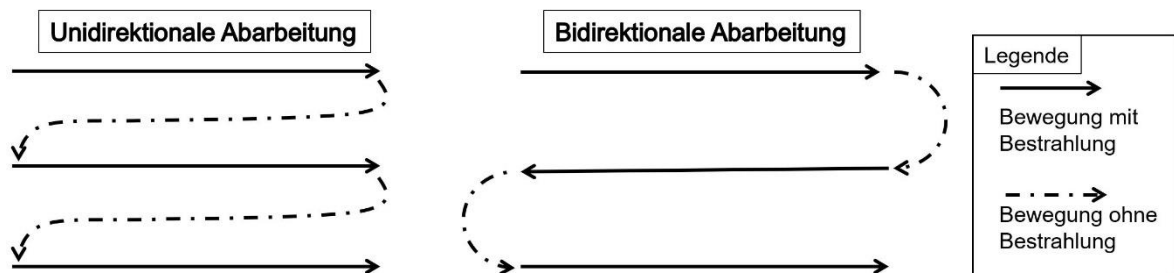 Unidirektionale Abarbeitung
Bidirektionale Abarbeitung
Legende
Bewegung mit
Bestrahlung
Bewegung ohne
Bestrahlung